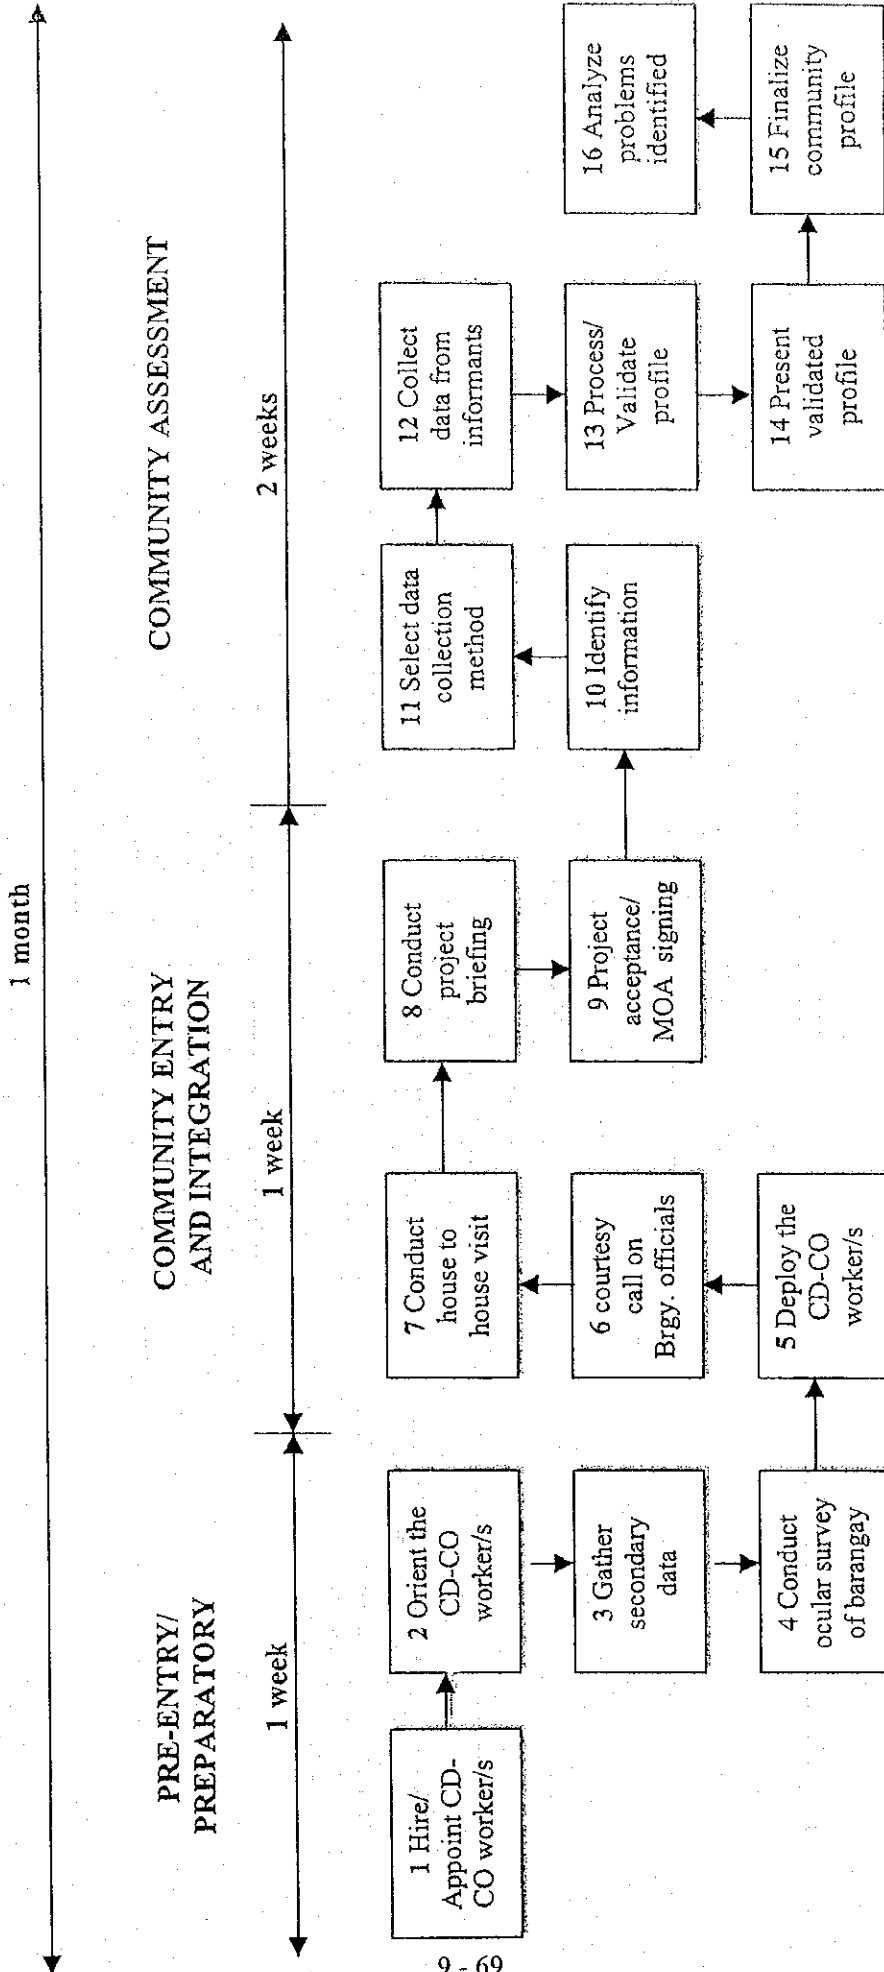 1 month
PRE-ENTRY/
PREPARATORY
COMMUNITY ENTRY
AND INTEGRATION
COMMUNITY ASSESSMENT
1 week
1 week
2 weeks
1 Hire/
Appoint CD-
CO worker/s
2 Orient the
CD-CO
worker/s
3 Gather
secondary
data
4 Conduct
ocular survey
of barangay
5 Deploy the
CD-CO
worker/s
6 courtesy
call on
Brgy. officials
7 Conduct
house to
house visit
8 Conduct
project
briefing
9 Project
acceptance/
MOA signing
10 Identify
information
11 Select data
collection
method
12 Collect
data from
informants
13 Process/
Validate
profile
14 Present
validated
profile
15 Finalize
community
profile
16 Analyze
problems
identified
9 - 69